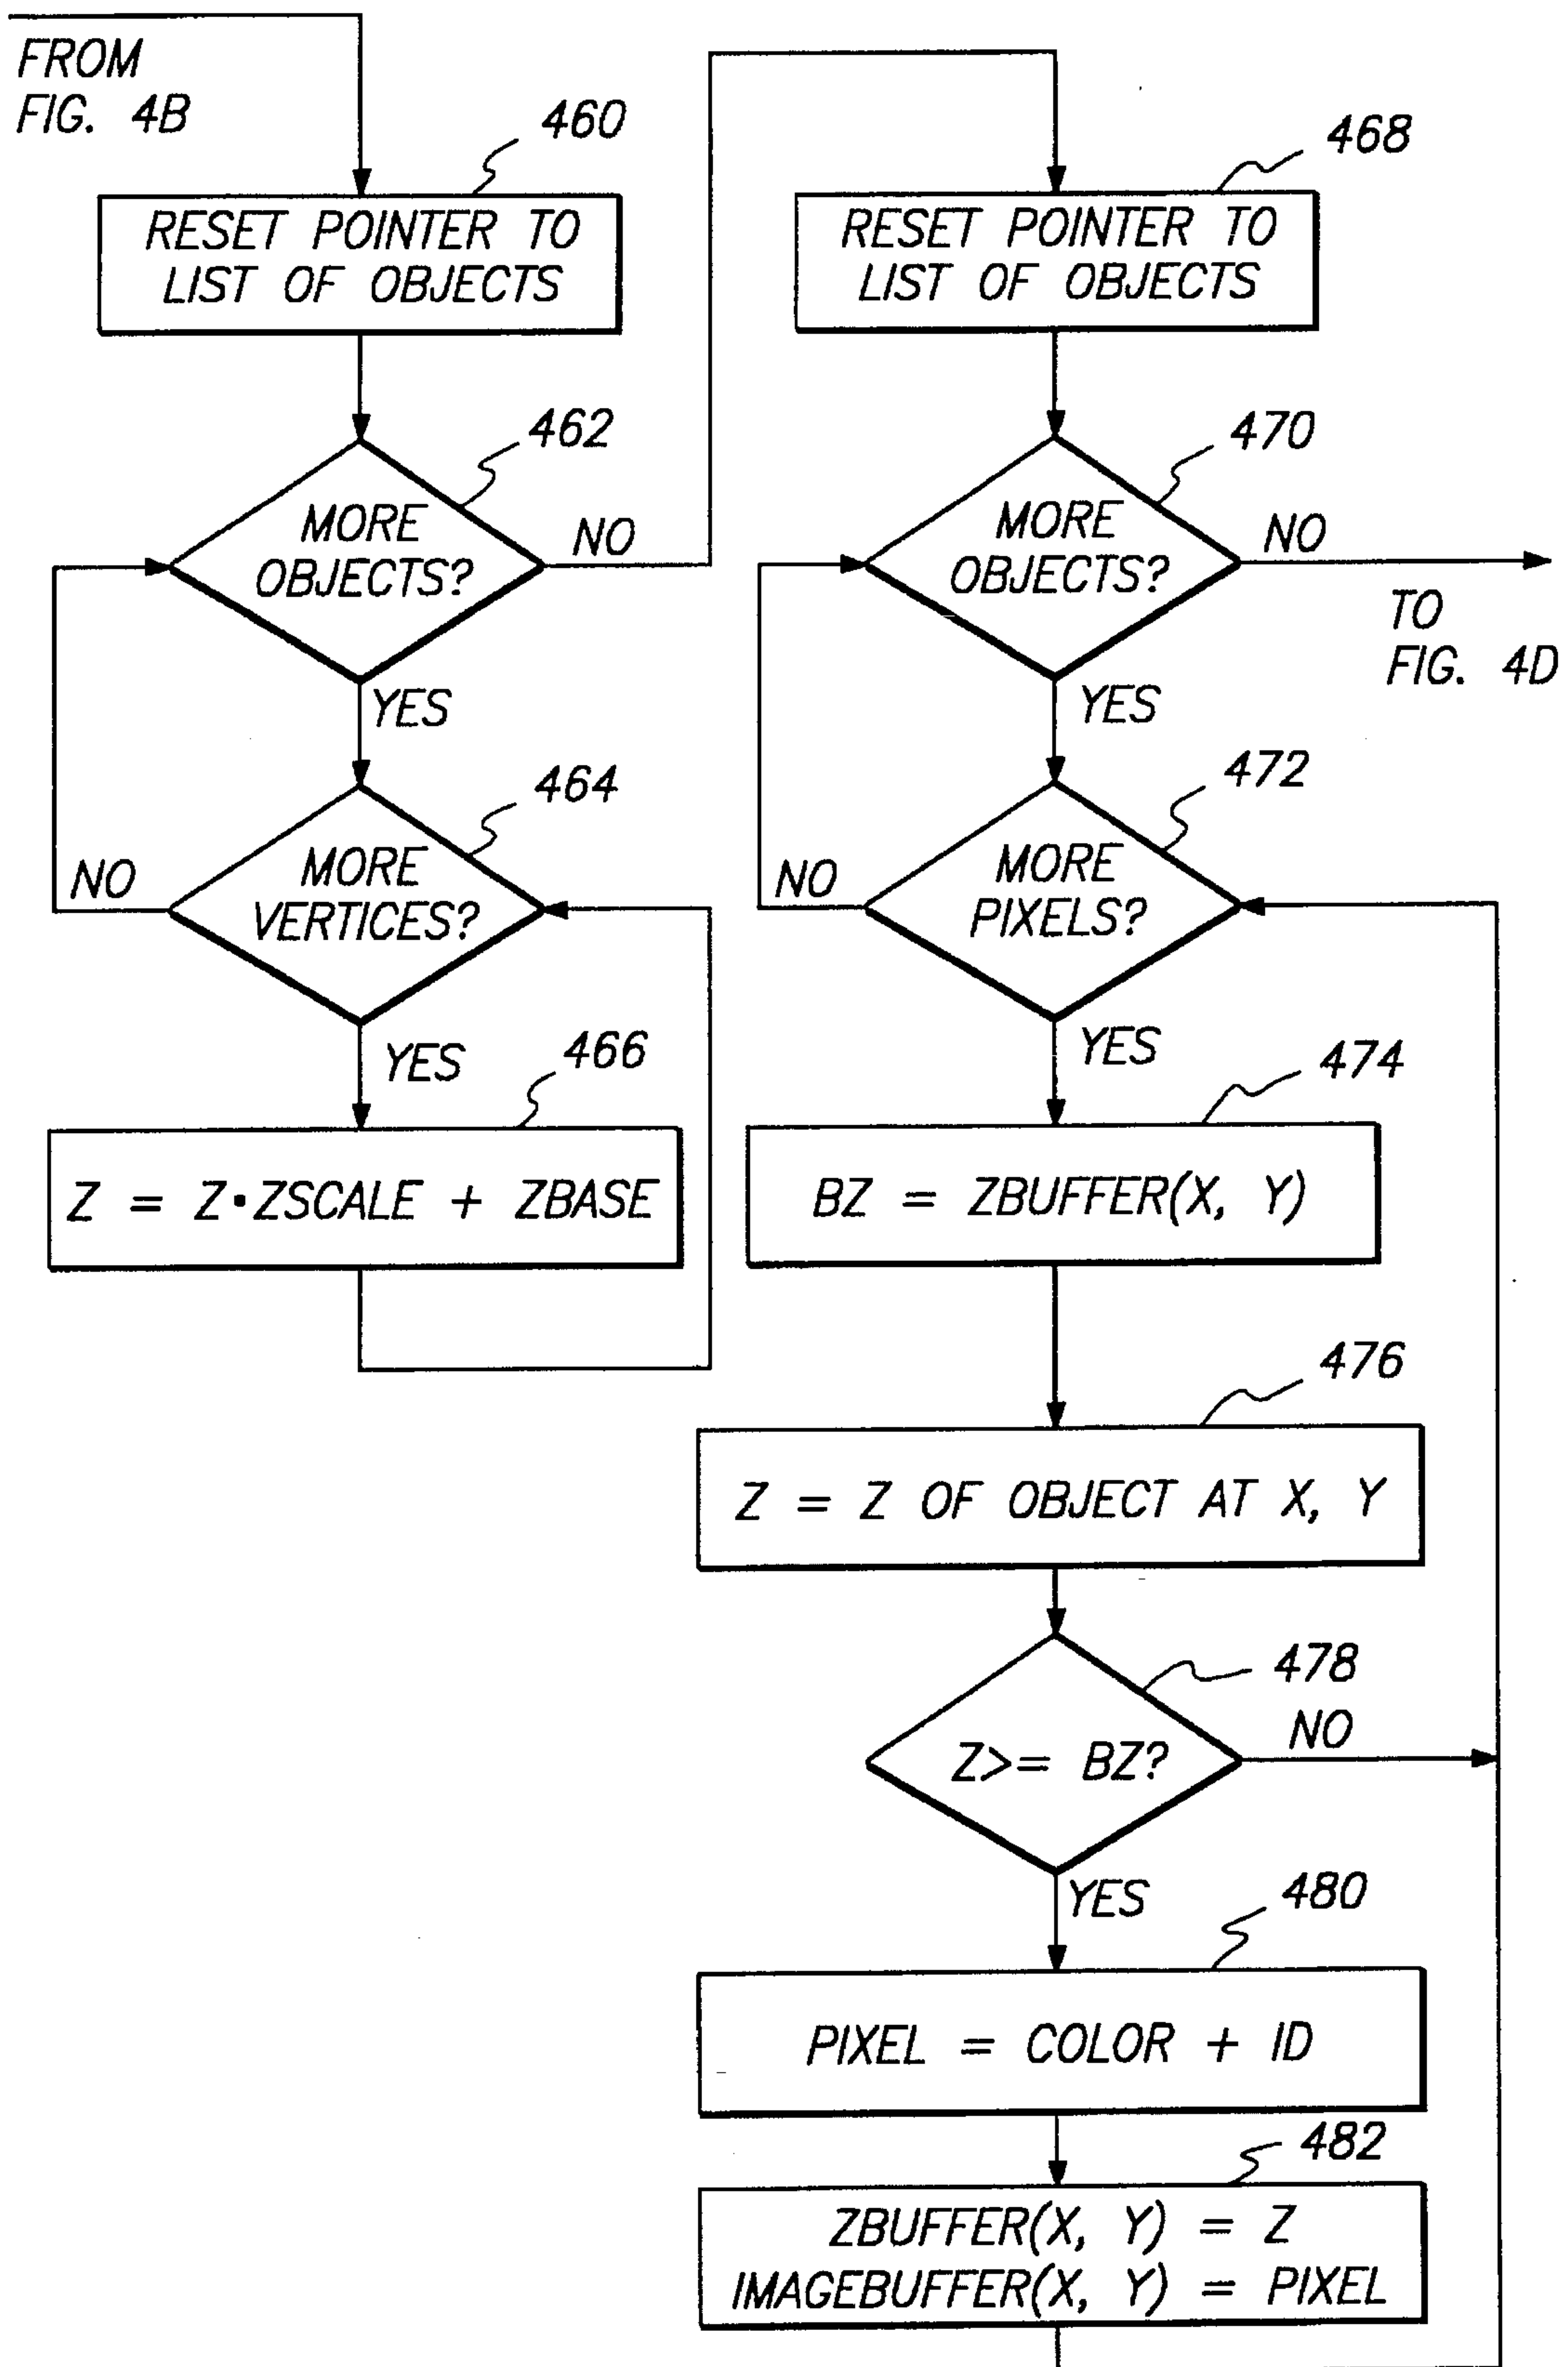 FROM
FIG. 4B
460
RESET POINTER TO
LIST OF OBJECTS
462
MORE
OBJECTS?
NO
YES
464
MORE
VERTICES?
NO
YES
466
Z = Z·ZSCALE + ZBASE
468
RESET POINTER TO
LIST OF OBJECTS
470
MORE
OBJECTS?
NO
TO
FIG. 4D
YES
472
MORE
PIXELS?
NO
YES
474
BZ = ZBUFFER(X, Y)
476
Z = Z OF OBJECT AT X, Y
478
Z>= BZ?
NO
YES
480
PIXEL = COLOR + ID
482
ZBUFFER(X, Y) = Z
IMAGEBUFFER(X, Y) = PIXEL